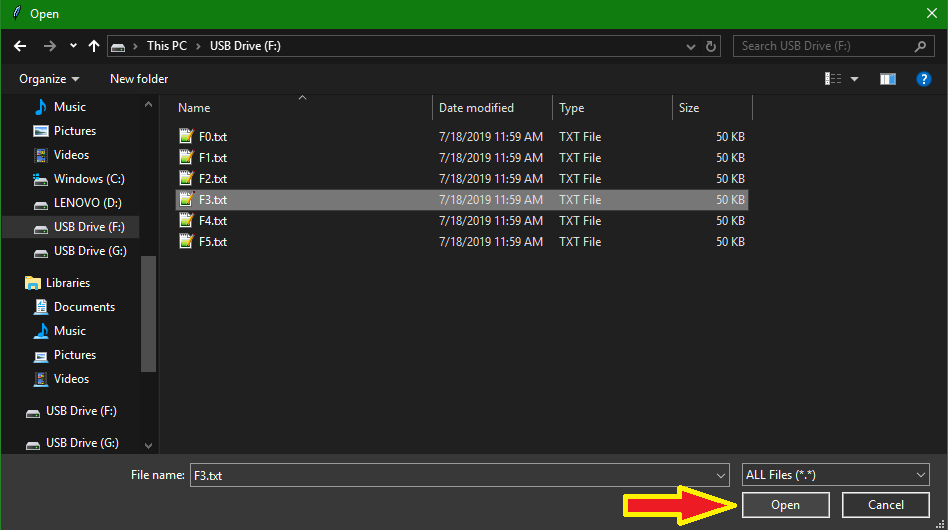 Open
This PC > USB Drive (F:)
Search USB Drive (F:)
Organize
New folder
Name Date modified Type Size
F0.txt 7/18/2019 11:59 AM TXT File 50 KB
F1.txt 7/18/2019 11:59 AM TXT File 50 KB
F2.txt 7/18/2019 11:59 AM TXT File 50 KB
F3.txt 7/18/2019 11:59 AM TXT File 50 KB
F4.txt 7/18/2019 11:59 AM TXT File 50 KB
F5.txt 7/18/2019 11:59 AM TXT File 50 KB
Music
Pictures
Videos
Windows (C:)
LENOVO (D:)
USB Drive (F:)
USB Drive (G:)
Libraries
Documents
Music
Pictures
Videos
USB Drive (F:)
USB Drive (G:)
File name: F3.txt
ALL Files (*.*)
Open
Cancel